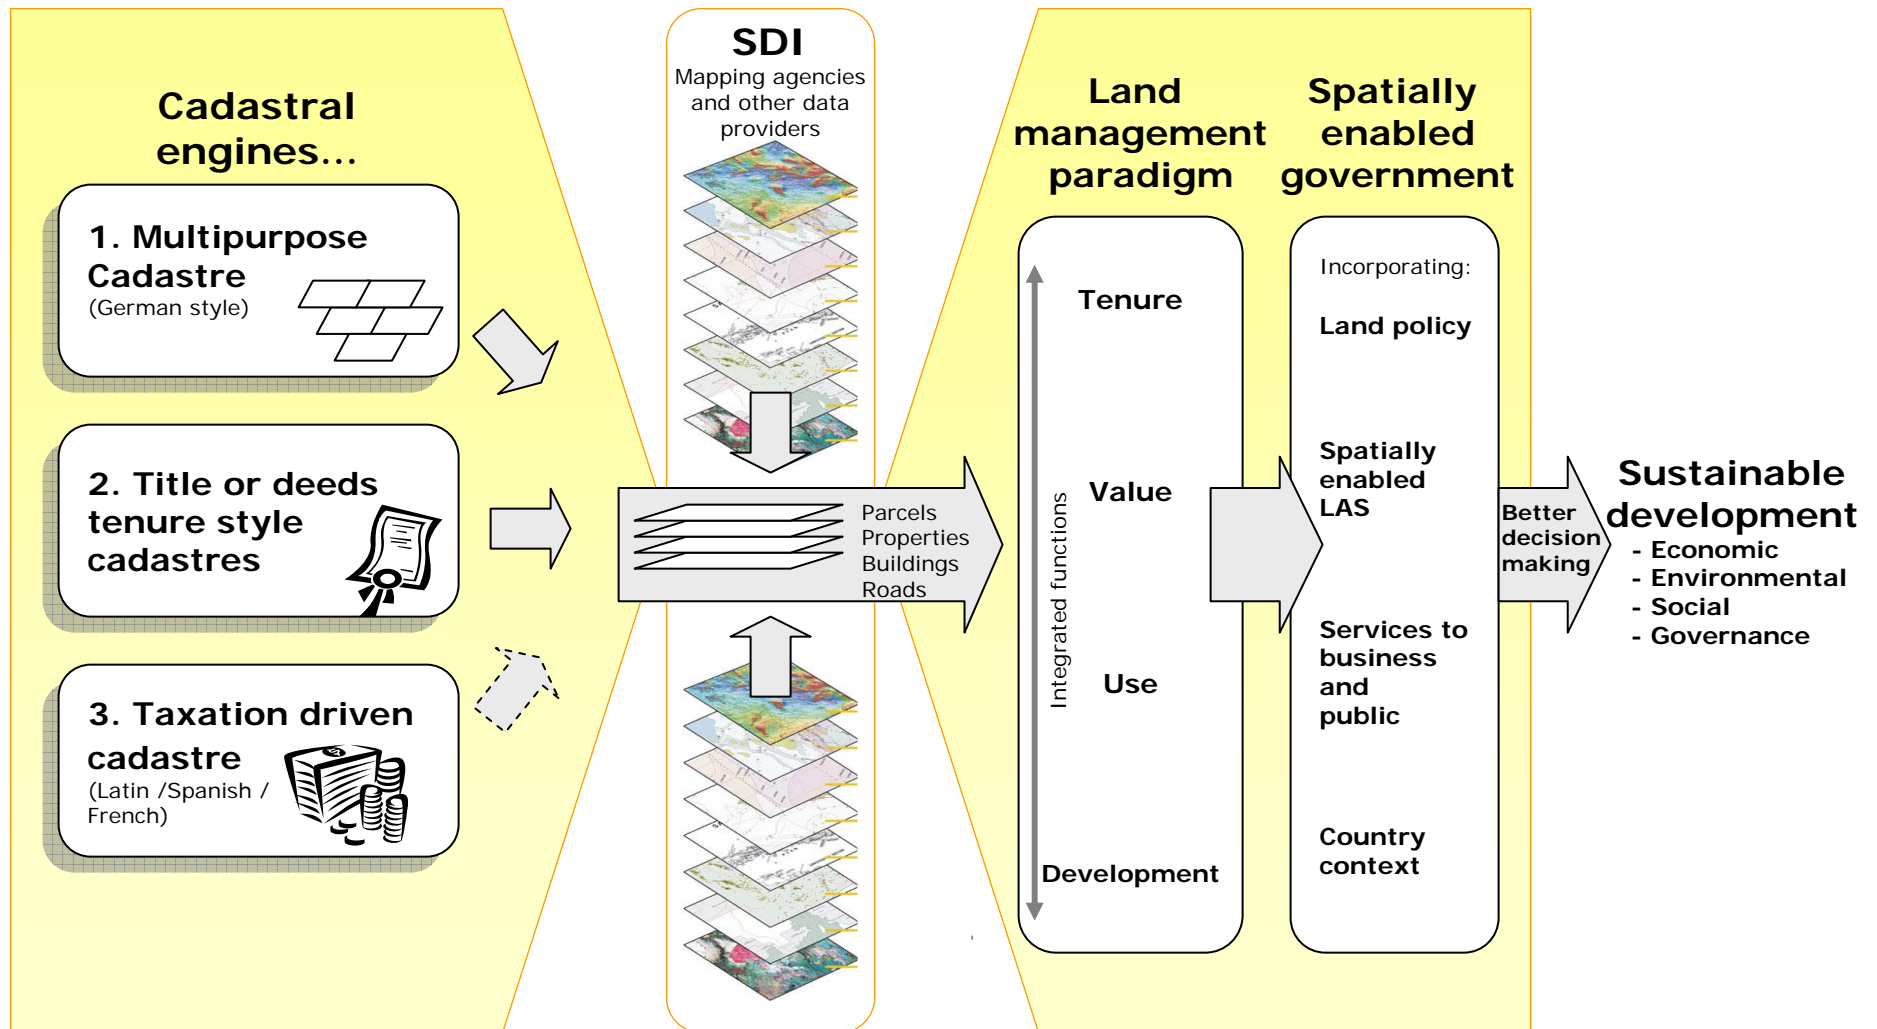 Cadastral
engines...
1. Multipurpose
Cadastre
(German style)
2. Title or deeds
tenure style
cadastres
3. Taxation driven
cadastre
(Latin /Spanish /
French)
SDI
Mapping agencies
and other data
providers
Parcels
Properties
Buildings
Roads
Land
management
paradigm
Integrated functions
Tenure
Value
Use
Development
Spatially
enabled
government
Incorporating:
Land policy
Spatially
enabled
LAS
Services to
business
and
public
Country
context
Better
decision
making
Sustainable
development
- Economic
- Environmental
- Social
- Governance